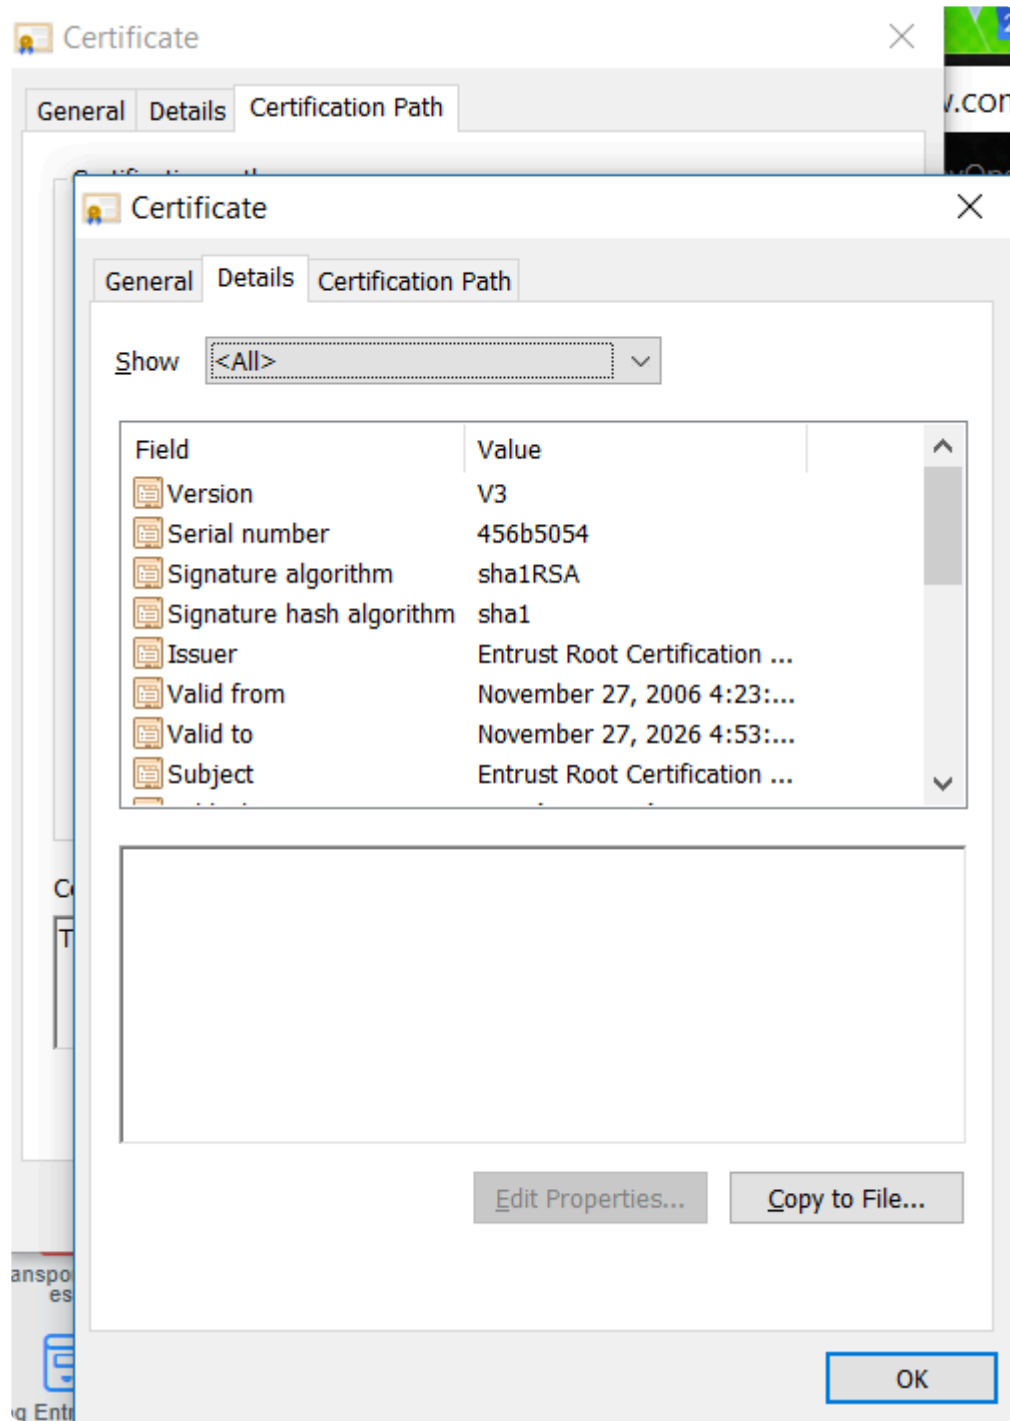 Certificate
General Details Certification Path
Certificate
General Details Certification Path
Show <All>
Field Value
Version V3
Serial number 456b5054
Signature algorithm sha1RSA
Signature hash algorithm sha1
Issuer Entrust Root Certification ...
Valid from November 27, 2006 4:23:...
Valid to November 27, 2026 4:53:...
Subject Entrust Root Certification ...
Edit Properties... Copy to File...
OK